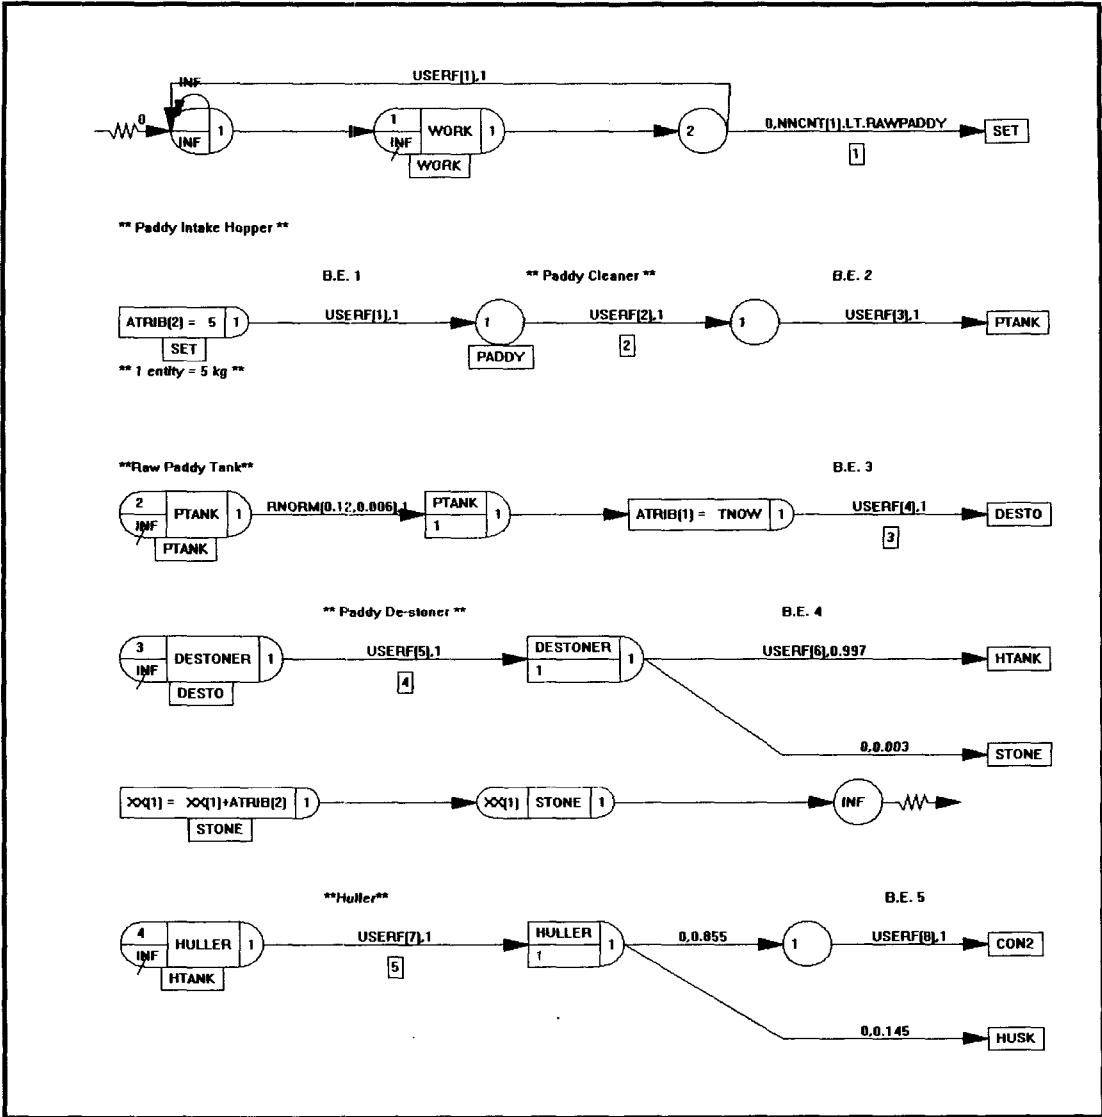 USERF(1),1
INF
0
1
INF
1
WORK
1
INF
WORK
2
0,NNCNT(1).LT.RAWPADDY
1
SET
** Paddy Intake Hopper **
B.E. 1
** Paddy Cleaner **
B.E. 2
ATRIB(2) = 5
1
USERF(1),1
1
USERF(2),1
1
USERF(3),1
PTANK
SET
PADDY
2
** 1 entity = 5 kg **
**Raw Paddy Tank**
B.E. 3
2
PTANK
1
INF
PTANK
RNORM(0.12,0.006),1
PTANK
1
1
ATRIB(1) = TNOW
1
USERF(4),1
3
DESTO
** Paddy De-stoner **
B.E. 4
3
DESTONER
1
INF
DESTO
USERF(5),1
4
DESTONER
1
1
USERF(6),0.997
HTANK
0,0.003
STONE
XX(1) = XX(1)+ATRIB(2)
1
STONE
XX(1)
STONE
1
INF
**Huller**
B.E. 5
4
HULLER
1
INF
HTANK
USERF(7),1
5
HULLER
1
1
0,0.855
1
USERF(8),1
CON2
0,0.145
HUSK